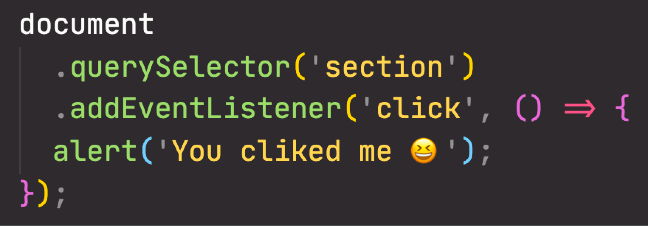 document
.querySelector('section')
.addEventListener('click', () => {
alert('You cliked me 😆');
});